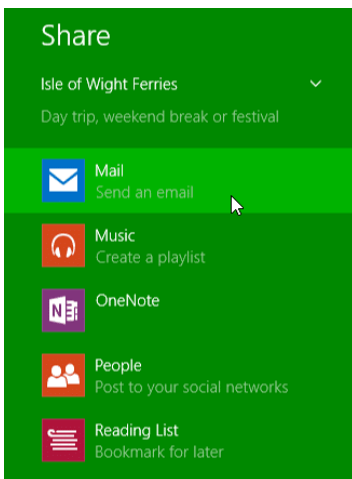 Share
Isle of Wight Ferries
Day trip, weekend break or festival
Mail
Send an email
Music
Create a playlist
N
OneNote
People
Post to your social networks
Reading List
Bookmark for later